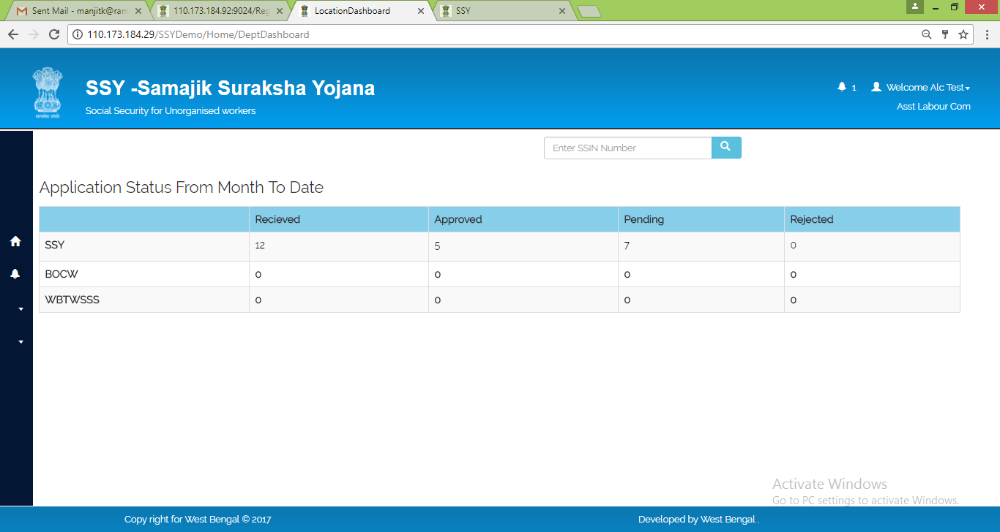 Sent Mail - manjitk@ram
110.173.184.92:9024/Reg
LocationDashboard
SSY
110.173.184.29/SSYDemo/Home/DeptDashboard
SSY -Samajik Suraksha Yojana
Social Security for Unorganised workers
1 Welcome Alc Test
Asst Labour Com
Enter SSIN Number
Application Status From Month To Date
Recieved Approved Pending Rejected
SSY 12 5 7 0
BOCW 0 0 0 0
WBTWSSS 0 0 0 0
Activate Windows
Go to PC settings to activate Windows.
Copy right for West Bengal © 2017
Developed by West Bengal .